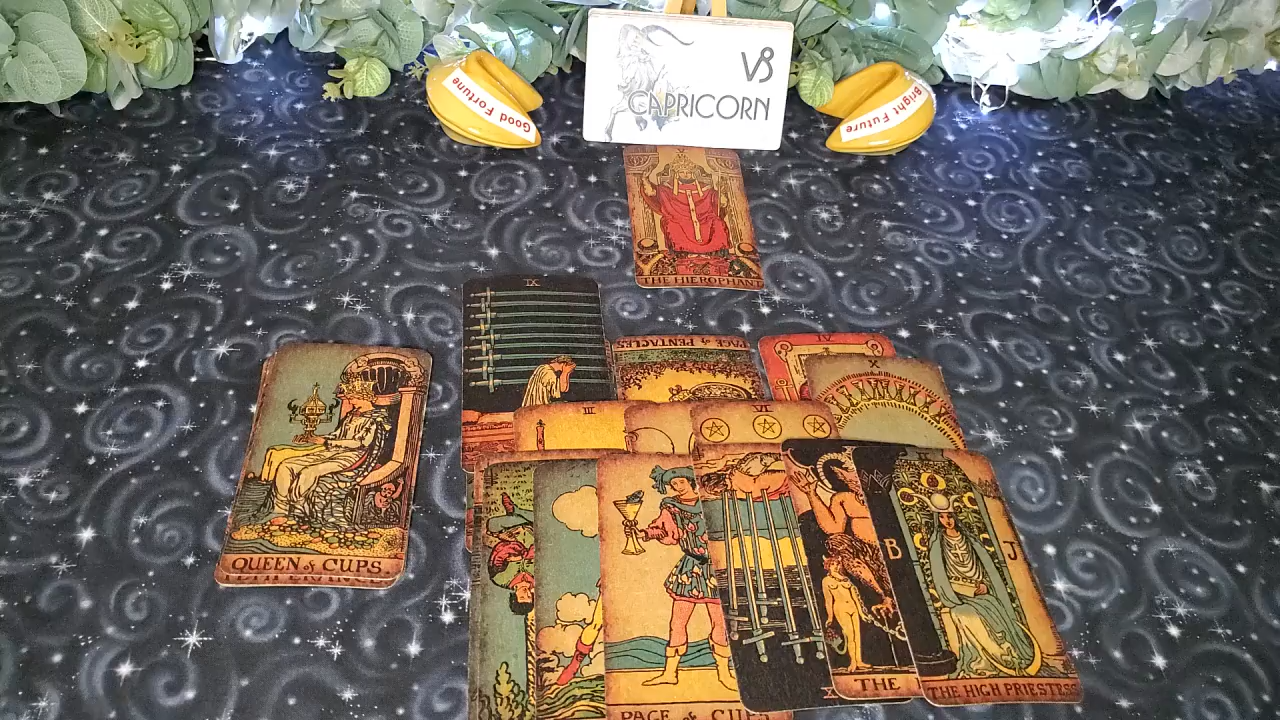 Good Fortune
♑
CAPRICORN
Bright Future
V
THE HIEROPHANT
IX
PAGE of PENTACLES
IV
X
III
VI
QUEEN of CUPS.
B
J
THE
THE HIGH PRIESTESS
PAGE of CUPS
X